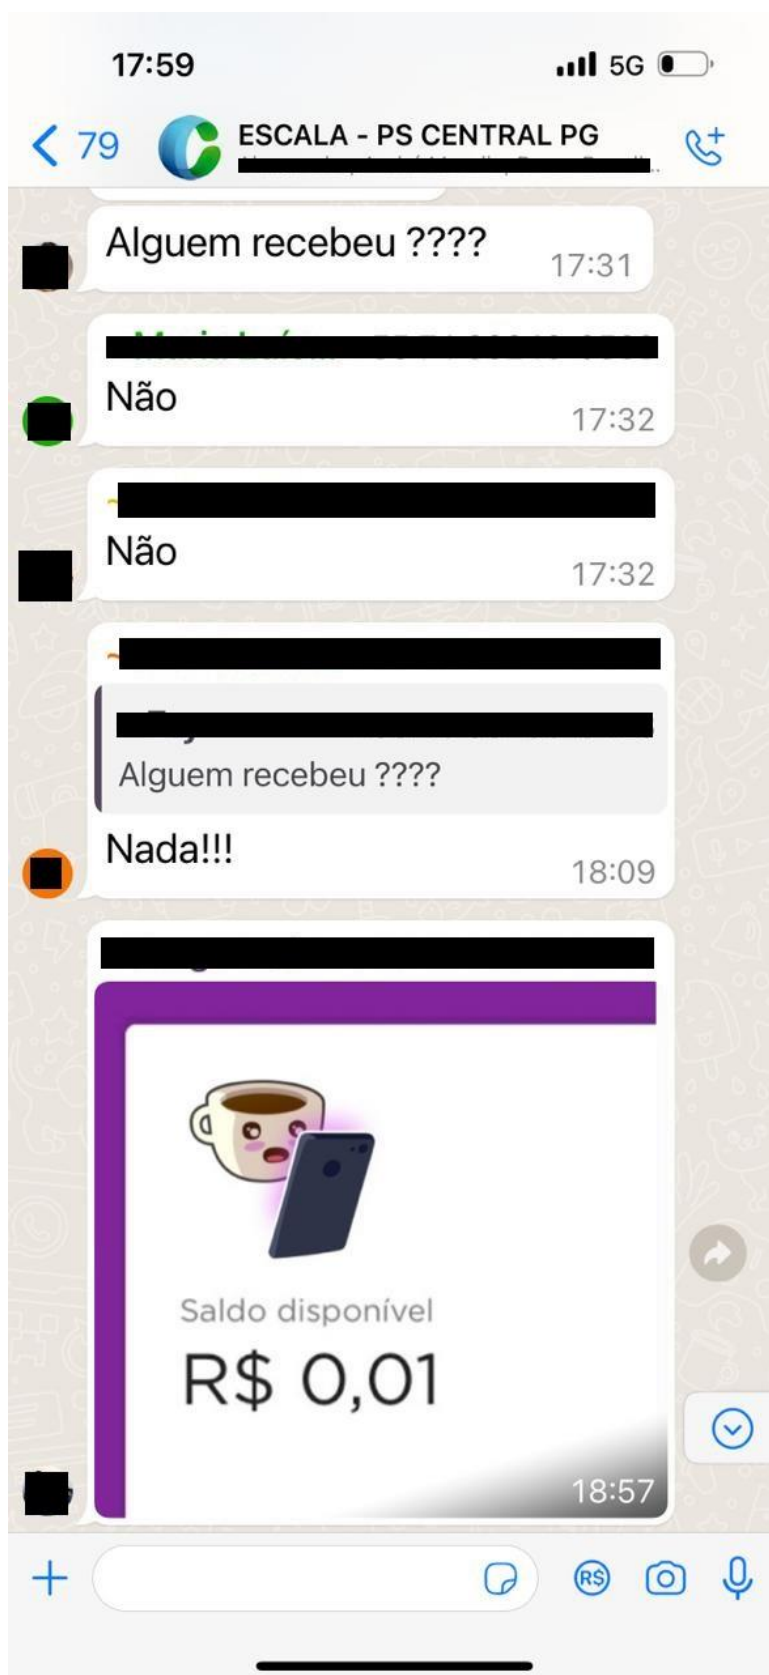 17:59
5G
79
ESCALA - PS CENTRAL PG
Alguem recebeu ????
17:31
Não
17:32
~
Não
17:32
~
Alguem recebeu ????
Nada!!!
18:09
Saldo disponível
R$ 0,01
18:57
R$